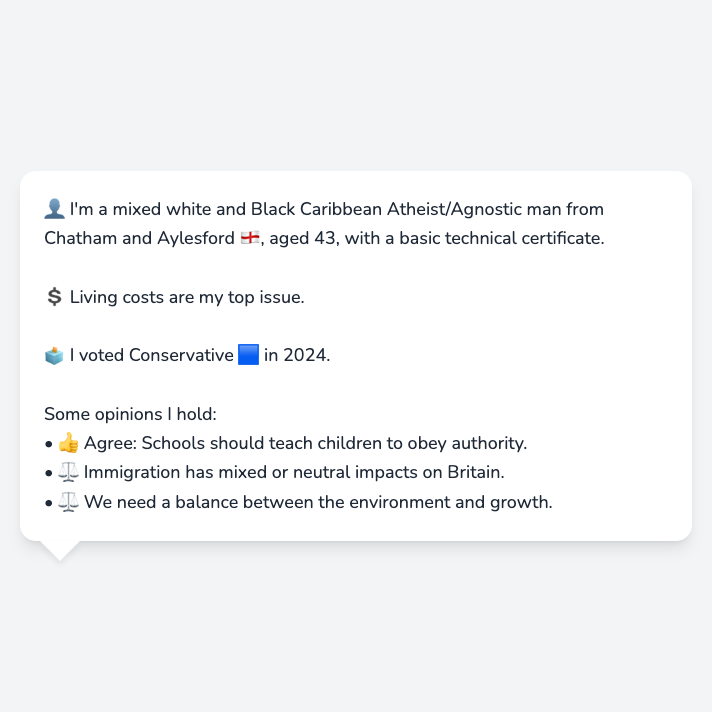 👤 I'm a mixed white and Black Caribbean Atheist/Agnostic man from
Chatham and Aylesford 🏴󠁧󠁢󠁥󠁮󠁧󠁿, aged 43, with a basic technical certificate.
💲 Living costs are my top issue.
🗳️ I voted Conservative 🟦 in 2024.
Some opinions I hold:
• 👍 Agree: Schools should teach children to obey authority.
• ⚖️ Immigration has mixed or neutral impacts on Britain.
• ⚖️ We need a balance between the environment and growth.